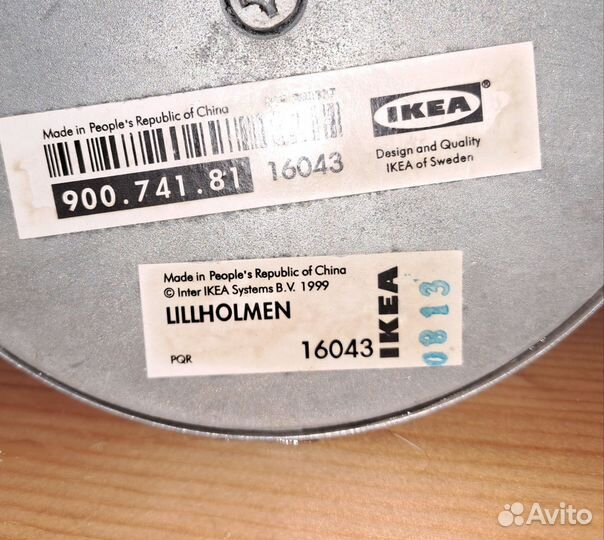 Made in People's Republic of China
900.741.81
16043
IKEA®
Design and Quality
IKEA of Sweden
Made in People's Republic of China
© Inter IKEA Systems B.V. 1999
LILLHOLMEN
PQR
16043
IKEA
0813
Avito